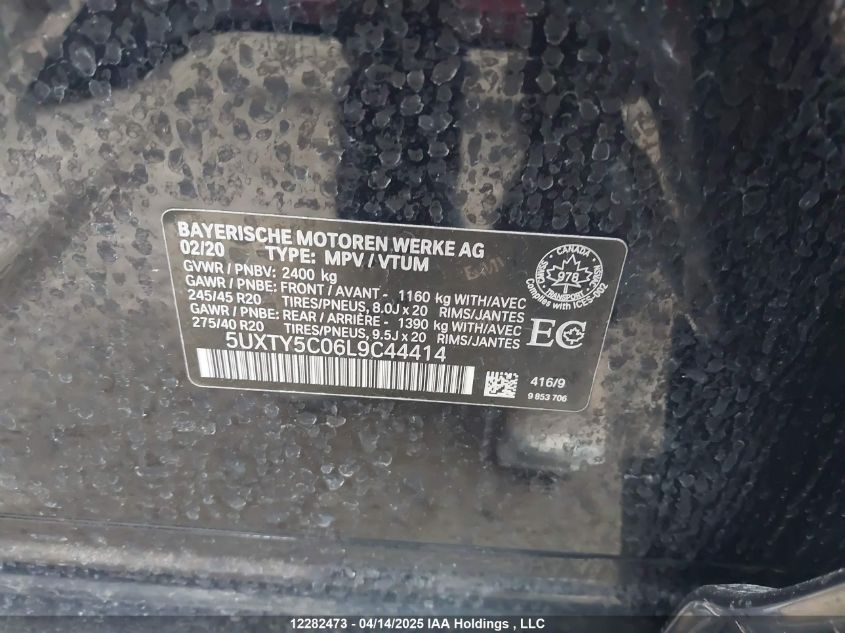 BAYERISCHE MOTOREN WERKE AG
02/20 TYPE: MPV / VTUM
GVWR / PNBV: 2400 kg
GAWR / PNBE: FRONT / AVANT - 1160 kg WITH/AVEC
245/45 R20 TIRES/PNEUS, 8.0J x 20 RIMS/JANTES
GAWR / PNBE: REAR / ARRIÈRE - 1390 kg WITH/AVEC
275/40 R20 TIRES/PNEUS, 9.5J x 20 RIMS/JANTES
5UXTY5C06L9C44414
CANADA
978
TRANSPORT
COMPLIES WITH ICES-002
EC
416/9
9 853 706
12282473 - 04/14/2025 IAA Holdings , LLC